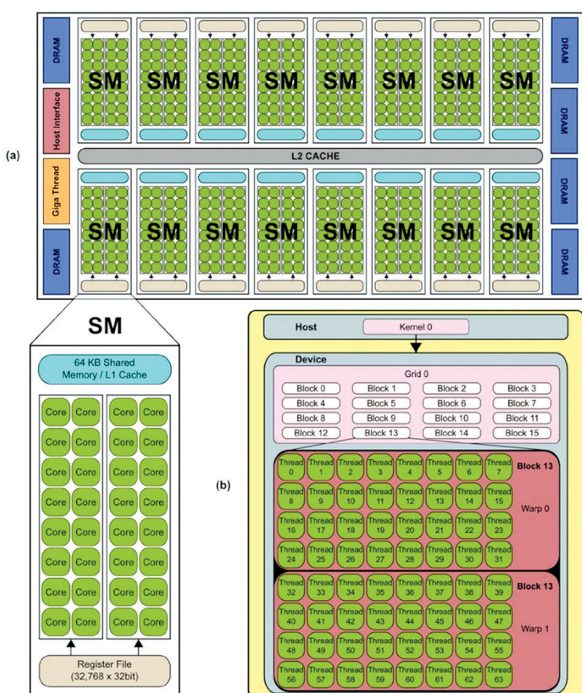 (a)
DRAM
Host Interface
Giga Thread
DRAM
SM SM SM SM SM SM SM SM
L2 CACHE
SM SM SM SM SM SM SM SM
DRAM
DRAM
DRAM
DRAM
SM
64 KB Shared
Memory / L1 Cache
Core Core Core Core
Core Core Core Core
Core Core Core Core
Core Core Core Core
Core Core Core Core
Core Core Core Core
Core Core Core Core
Core Core Core Core
Register File
(32,768 x 32bit)
(b)
Host
Kernel 0
Device
Grid 0
Block 0 Block 1 Block 2 Block 3
Block 4 Block 5 Block 6 Block 7
Block 8 Block 9 Block 10 Block 11
Block 12 Block 13 Block 14 Block 15
Block 13
Warp 0
Thread Thread Thread Thread Thread Thread Thread Thread
0 1 2 3 4 5 6 7
Thread Thread Thread Thread Thread Thread Thread Thread
8 9 10 11 12 13 14 15
Thread Thread Thread Thread Thread Thread Thread Thread
16 17 18 19 20 21 22 23
Thread Thread Thread Thread Thread Thread Thread Thread
24 25 26 27 28 29 30 31
Block 13
Warp 1
Thread Thread Thread Thread Thread Thread Thread Thread
32 33 34 35 36 37 38 39
Thread Thread Thread Thread Thread Thread Thread Thread
40 41 42 43 44 45 46 47
Thread Thread Thread Thread Thread Thread Thread Thread
48 49 50 51 52 53 54 55
Thread Thread Thread Thread Thread Thread Thread Thread
56 57 58 59 60 61 62 63